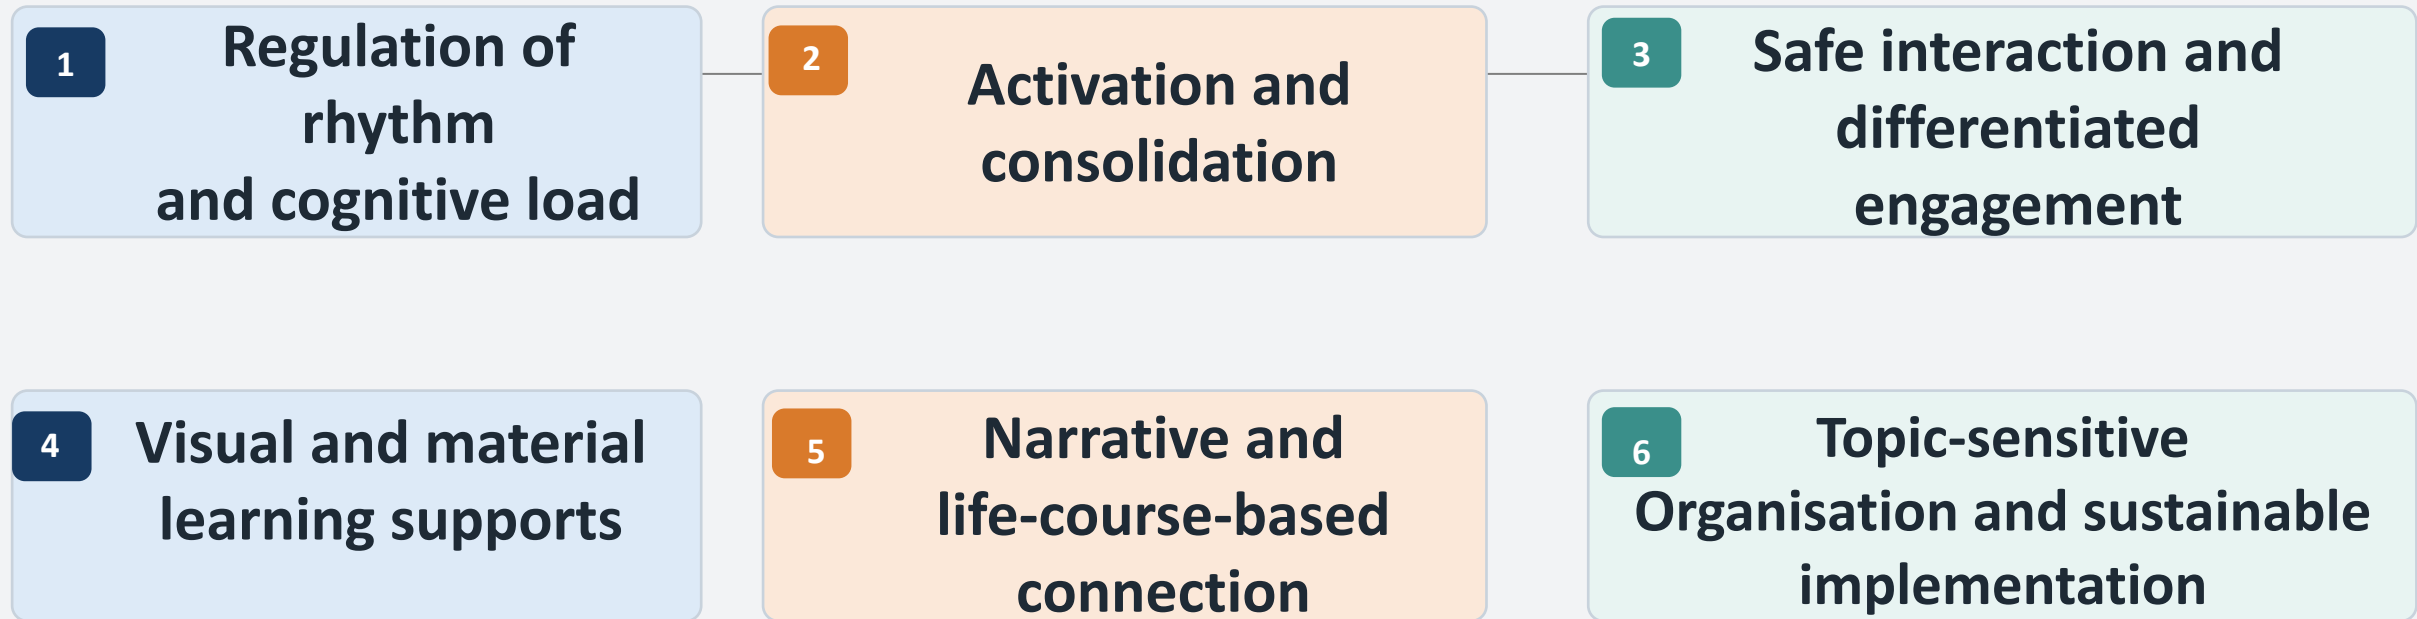 1
Regulation of
rhythm
and cognitive load
2
Activation and
consolidation
3
Safe interaction and
differentiated
engagement
4
Visual and material
learning supports
5
Narrative and
life-course-based
connection
6
Topic-sensitive
Organisation and sustainable
implementation